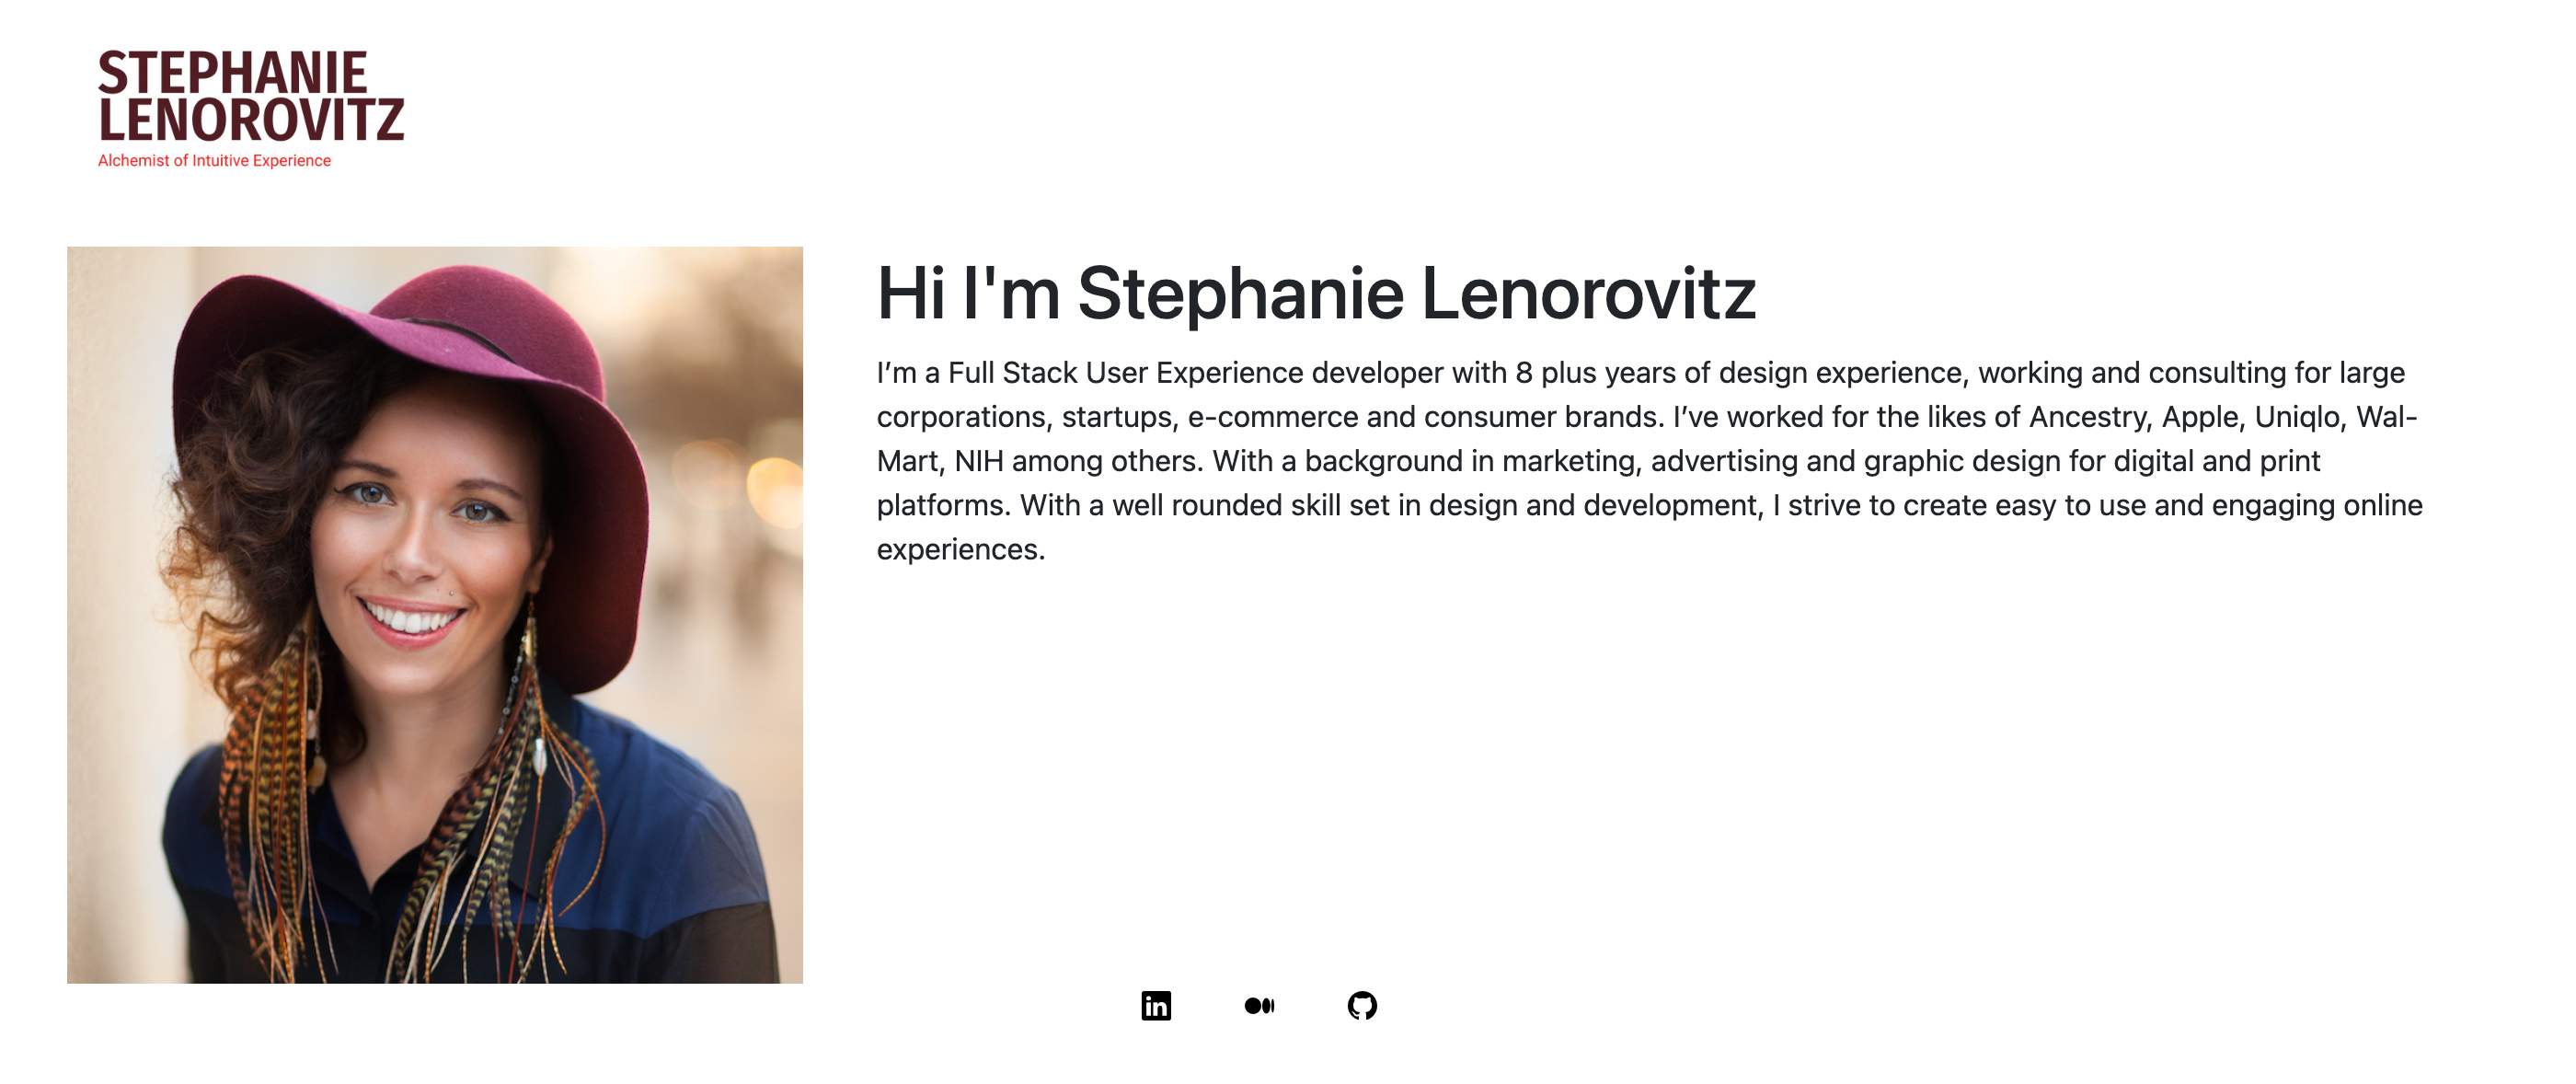 STEPHANIE
LENOROVITZ
Alchemist of Intuitive Experience
Hi I'm Stephanie Lenorovitz
I’m a Full Stack User Experience developer with 8 plus years of design experience, working and consulting for large
corporations, startups, e-commerce and consumer brands. I’ve worked for the likes of Ancestry, Apple, Uniqlo, Wal-
Mart, NIH among others. With a background in marketing, advertising and graphic design for digital and print
platforms. With a well rounded skill set in design and development, I strive to create easy to use and engaging online
experiences.
in